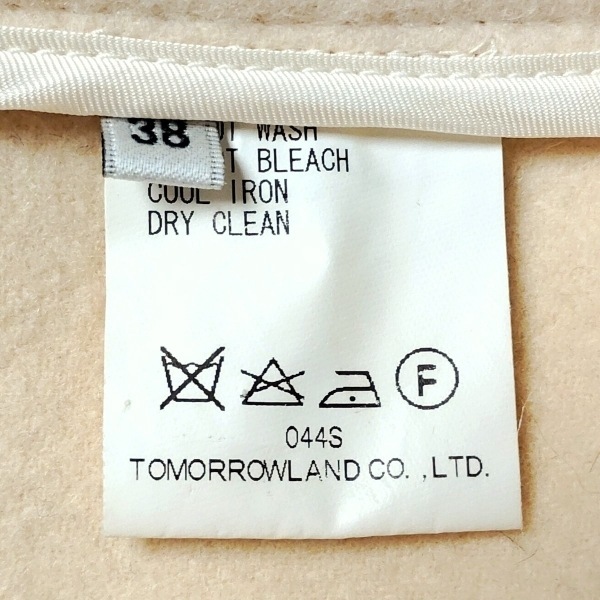 38
WASH
BLEACH
COOL IRON
DRY CLEAN
F
044S
TOMORROWLAND CO. ,LTD.